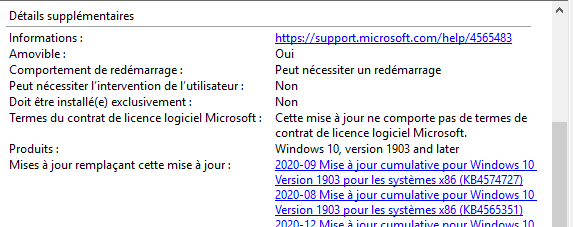 Détails supplémentaires
Informations : https://support.microsoft.com/help/4565483
Amovible : Oui
Comportement de redémarrage : Peut nécessiter un redémarrage
Peut nécessiter l'intervention de l'utilisateur : Non
Doit être installé(e) exclusivement : Non
Termes du contrat de licence logiciel Microsoft : Cette mise à jour ne comporte pas de termes de
contrat de licence logiciel Microsoft.
Produits : Windows 10, version 1903 and later
Mises à jour remplaçant cette mise à jour : 2020-09 Mise à jour cumulative pour Windows 10
Version 1903 pour les systèmes x86 (KB4574727)
2020-08 Mise à jour cumulative pour Windows 10
Version 1903 pour les systèmes x86 (KB4565351)
2020-12 Mise à jour cumulative pour Windows 10